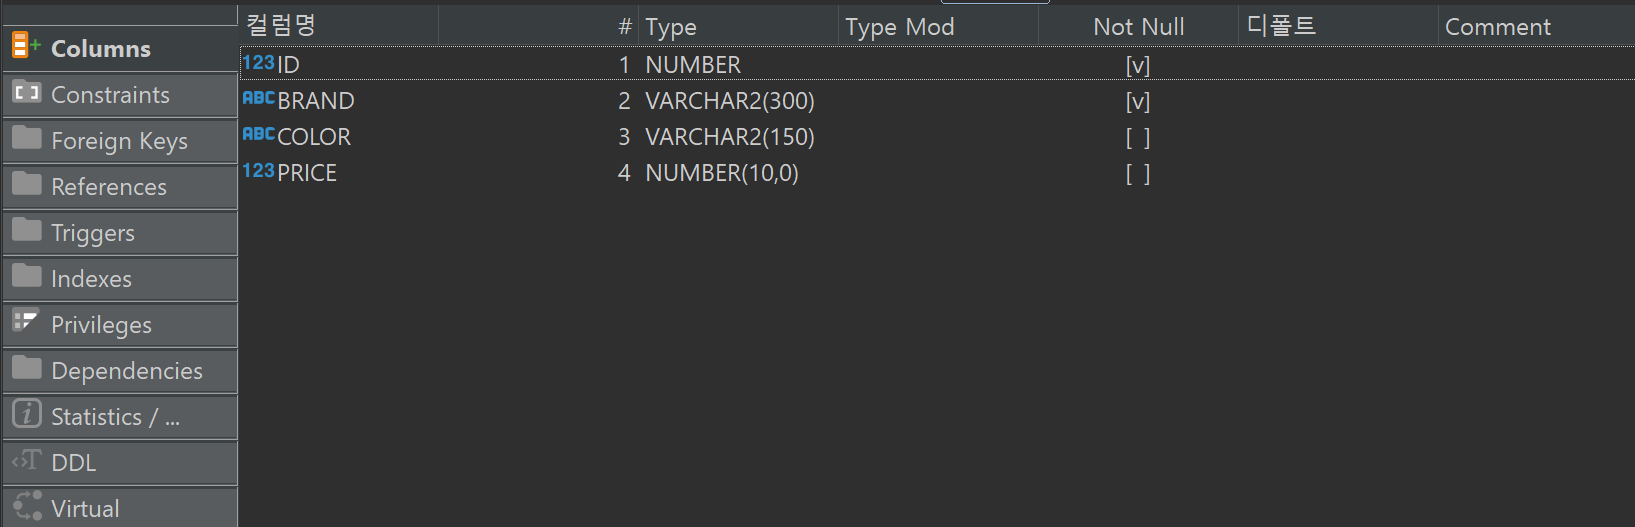 컬럼명 # Type Type Mod Not Null 디폴트 Comment
123 ID 1 NUMBER [v]
ABC BRAND 2 VARCHAR2(300) [v]
ABC COLOR 3 VARCHAR2(150) [ ]
123 PRICE 4 NUMBER(10,0) [ ]
Columns
Constraints
Foreign Keys
References
Triggers
Indexes
Privileges
Dependencies
Statistics / ...
DDL
Virtual